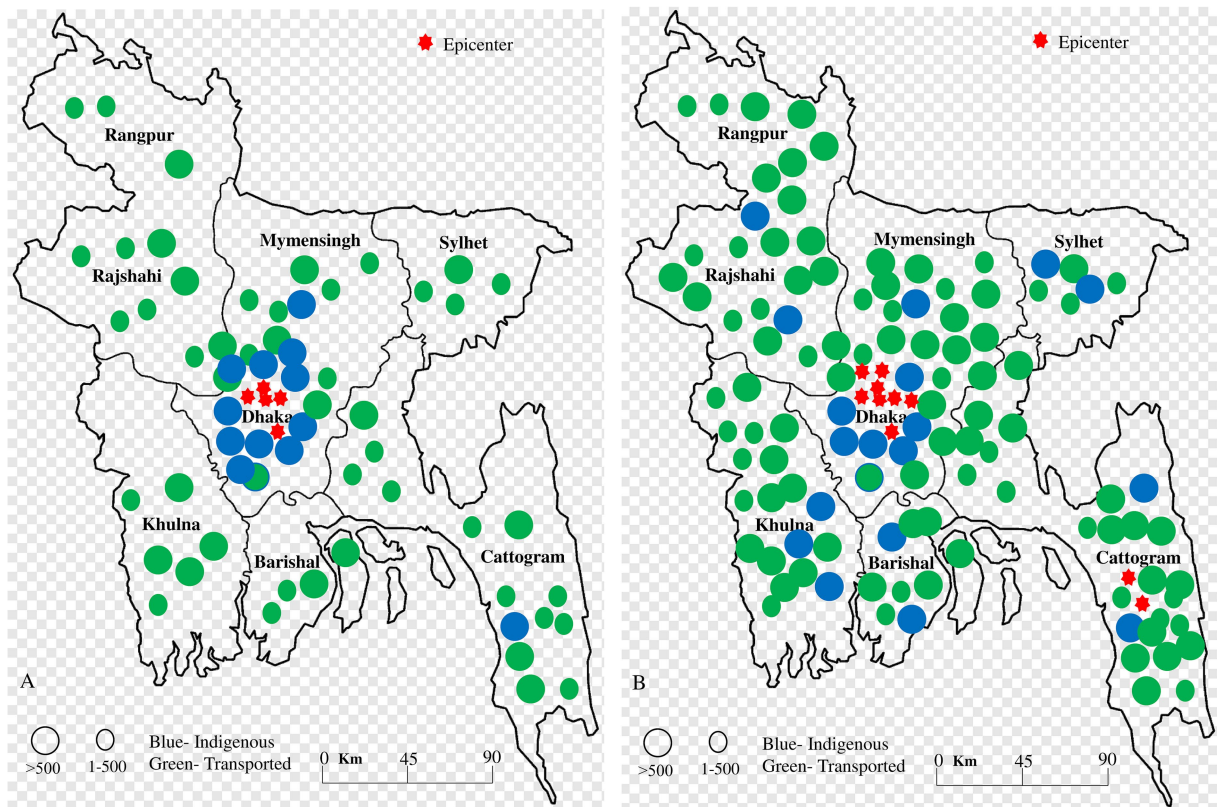 Epicenter
Rangpur
Mymensingh
Sylhet
Rajshahi
Dhaka
Khulna
Barishal
Cattogram
A
>500
1-500
Blue- Indigenous
Green- Transported
0 Km 45 90
Epicenter
Rangpur
Mymensingh
Sylhet
Rajshahi
Dhaka
Khulna
Barishal
Cattogram
B
>500
1-500
Blue- Indigenous
Green- Transported
0 Km 45 90